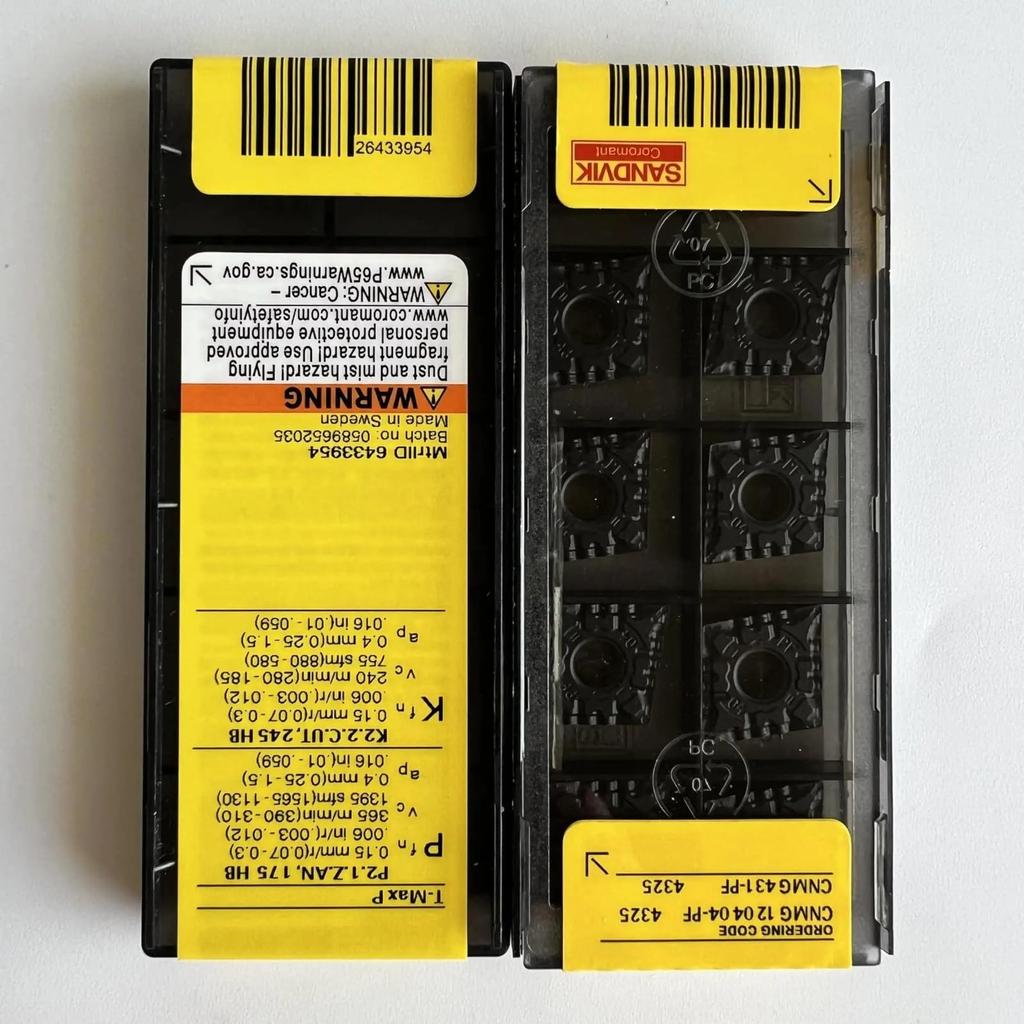 ORDERING CODE
CNMG 12 04 04-PF 4325
CNMG 431-PF 4325
07
PC
07
PC
SANDVIK
Coromant
T-Max P
P2.1.Z.AN, 175 HB
P fn 0.15 mm/r(0.07-0.3)
.006 in/r(.003-.012)
vc 365 m/min(390-310)
1395 sfm(1565-1130)
ap 0.4 mm(0.25-1.5)
.016 in(.01-.059)
K2.2.C.UT, 245 HB
K fn 0.15 mm/r(0.07-0.3)
.006 in/r(.003-.012)
vc 240 m/min(280-185)
755 sfm(880-580)
ap 0.4 mm(0.25-1.5)
.016 in(.01-.059)
MtrlID 6433954
Batch no: 0589652035
Made in Sweden
WARNING
Dust and mist hazard! Flying
fragment hazard! Use approved
personal protective equipment
www.coromant.com/safetyinfo
WARNING: Cancer –
www.P65Warnings.ca.gov
26433954